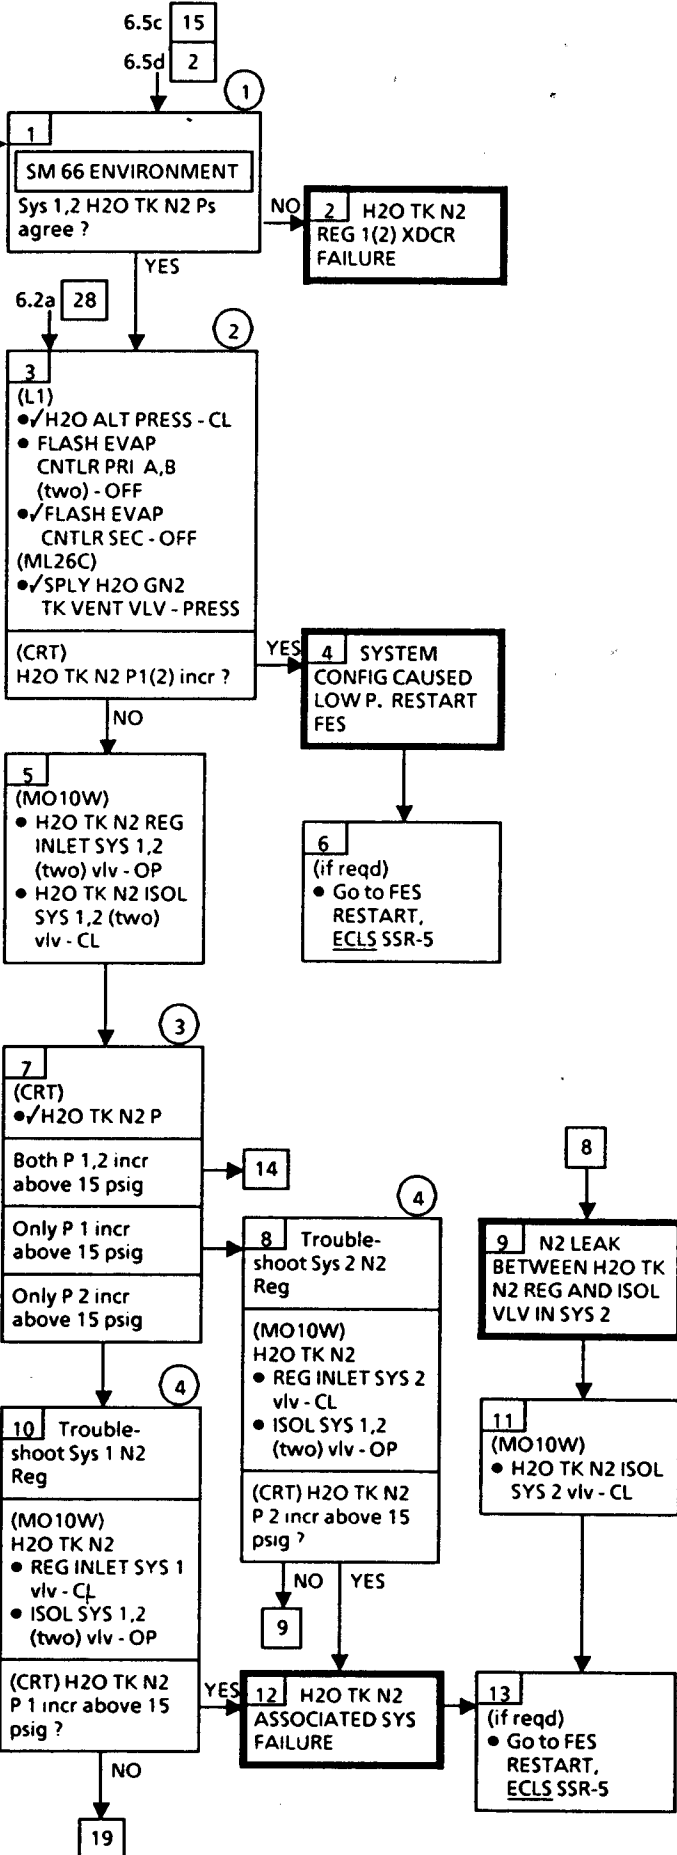 6.5c 15
6.5d 2
1
1
SM 66 ENVIRONMENT
Sys 1,2 H2O TK N2 Ps
agree ?
NO
2 H2O TK N2
REG 1(2) XDCR
FAILURE
YES
6.2a 28
2
3
(L1)
●√H2O ALT PRESS - CL
● FLASH EVAP
CNTLR PRI A,B
(two) - OFF
●√FLASH EVAP
CNTLR SEC - OFF
(ML26C)
●√SPLY H2O GN2
TK VENT VLV - PRESS
(CRT)
H2O TK N2 P1(2) incr ?
YES
4 SYSTEM
CONFIG CAUSED
LOW P. RESTART
FES
NO
5
(MO10W)
● H2O TK N2 REG
INLET SYS 1,2
(two) vlv - OP
● H2O TK N2 ISOL
SYS 1,2 (two)
vlv - CL
6
(if reqd)
● Go to FES
RESTART,
ECLS SSR-5
3
7
(CRT)
●√H2O TK N2 P
Both P 1,2 incr
above 15 psig
14
Only P 1 incr
above 15 psig
Only P 2 incr
above 15 psig
4
8 Trouble-
shoot Sys 2 N2
Reg
(MO10W)
H2O TK N2
● REG INLET SYS 2
vlv - CL
● ISOL SYS 1,2
(two) vlv - OP
(CRT) H2O TK N2
P 2 incr above 15
psig ?
NO
YES
9
8
9 N2 LEAK
BETWEEN H2O TK
N2 REG AND ISOL
VLV IN SYS 2
11
(MO10W)
● H2O TK N2 ISOL
SYS 2 vlv - CL
4
10 Trouble-
shoot Sys 1 N2
Reg
(MO10W)
H2O TK N2
● REG INLET SYS 1
vlv - CL
● ISOL SYS 1,2
(two) vlv - OP
(CRT) H2O TK N2
P 1 incr above 15
psig ?
YES
12 H2O TK N2
ASSOCIATED SYS
FAILURE
13
(if reqd)
● Go to FES
RESTART,
ECLS SSR-5
NO
19